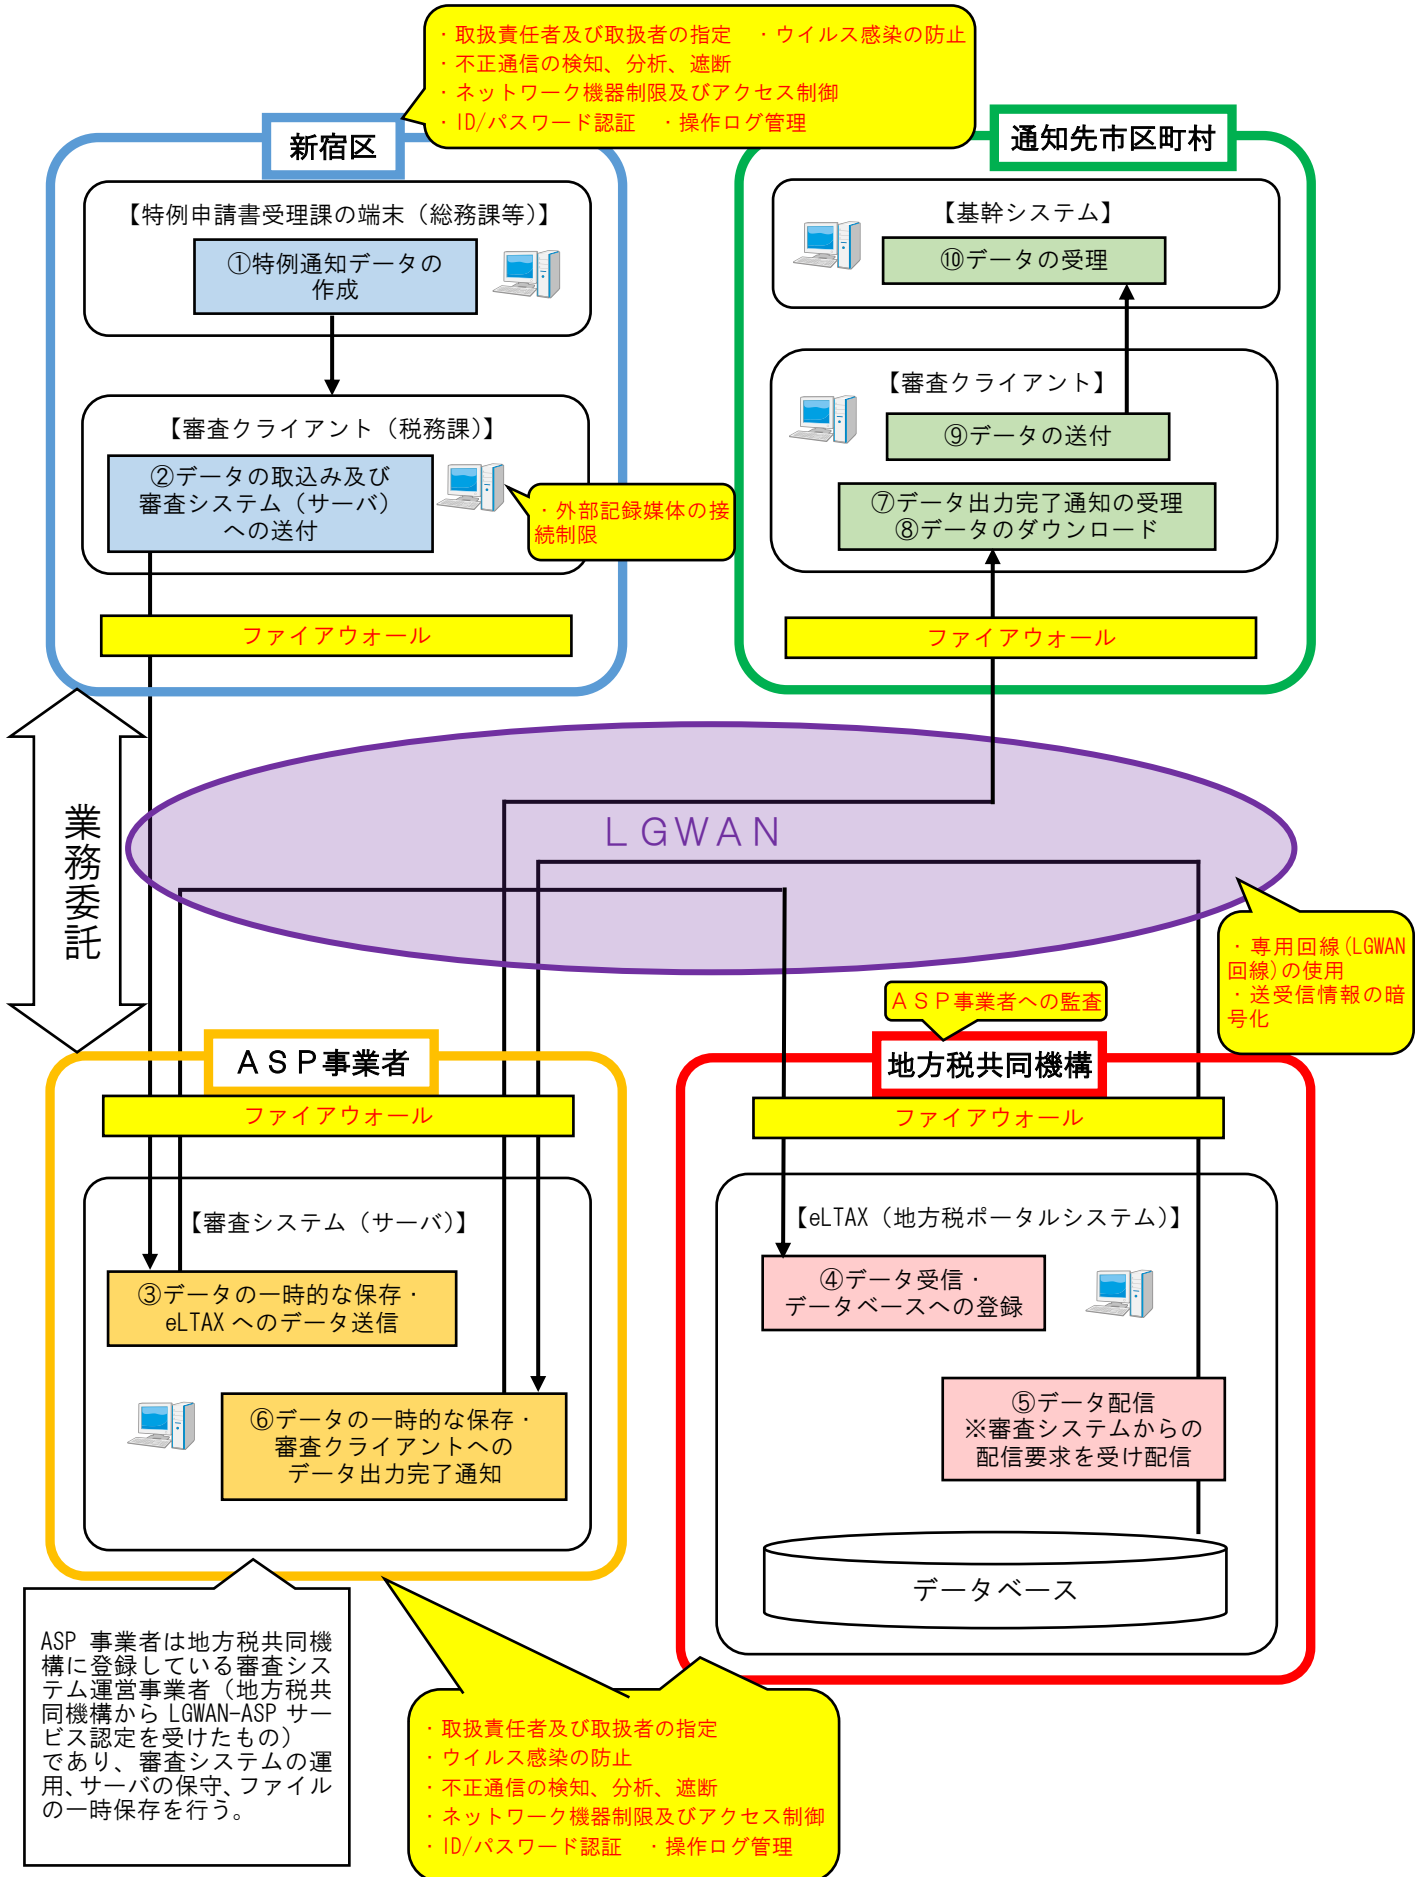 ・取扱責任者及び取扱者の指定　・ウイルス感染の防止
・不正通信の検知、分析、遮断
・ネットワーク機器制限及びアクセス制御
・ID/パスワード認証　・操作ログ管理
新宿区
【特例申請書受理課の端末（総務課等）】
①特例通知データの
作成
【審査クライアント（税務課）】
②データの取込み及び
審査システム（サーバ）
への送付
・外部記録媒体の接
続制限
ファイアウォール
通知先市区町村
【基幹システム】
⑩データの受理
【審査クライアント】
⑨データの送付
⑦データ出力完了通知の受理
⑧データのダウンロード
ファイアウォール
業務委託
ＬＧＷＡＮ
・専用回線(LGWAN
回線)の使用
・送受信情報の暗
号化
ＡＳＰ事業者
ファイアウォール
【審査システム（サーバ）】
③データの一時的な保存・
eLTAX へのデータ送信
⑥データの一時的な保存・
審査クライアントへの
データ出力完了通知
ＡＳＰ事業者への監査
地方税共同機構
ファイアウォール
【eLTAX（地方税ポータルシステム）】
④データ受信・
データベースへの登録
⑤データ配信
※審査システムからの
配信要求を受け配信
データベース
ASP 事業者は地方税共同機
構に登録している審査シス
テム運営事業者（地方税共
同機構から LGWAN-ASP サー
ビス認定を受けたもの）
であり、審査システムの運
用、サーバの保守、ファイル
の一時保存を行う。
・取扱責任者及び取扱者の指定
・ウイルス感染の防止
・不正通信の検知、分析、遮断
・ネットワーク機器制限及びアクセス制御
・ID/パスワード認証　・操作ログ管理